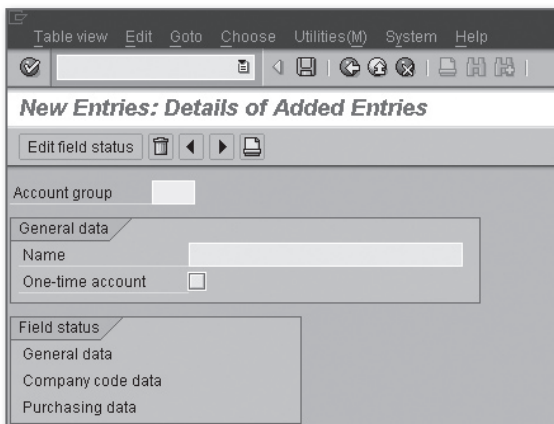 Table view Edit Goto Choose Utilities(M) System Help
New Entries: Details of Added Entries
Edit field status
Account group
General data
Name
One-time account
Field status
General data
Company code data
Purchasing data